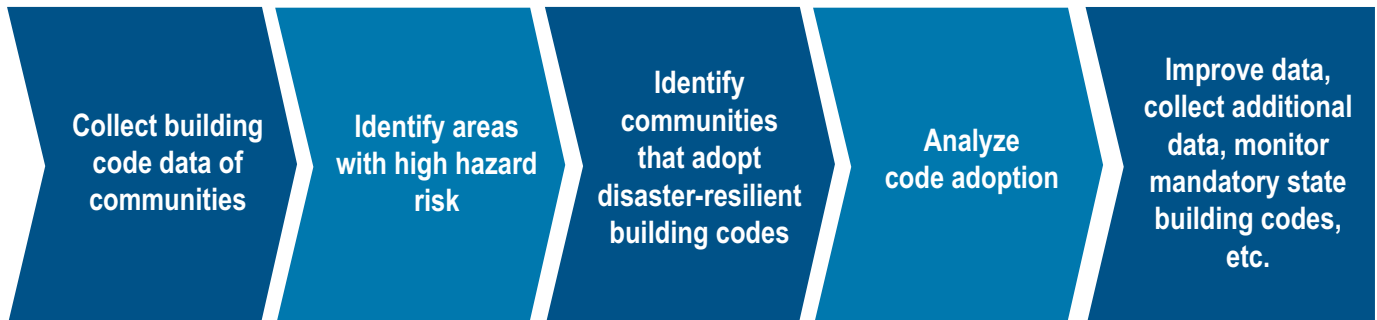 Collect building
code data of
communities
Identify areas
with high hazard
risk
Identify
communities
that adopt
disaster-resilient
building codes
Analyze
code adoption
Improve data,
collect additional
data, monitor
mandatory state
building codes,
etc.